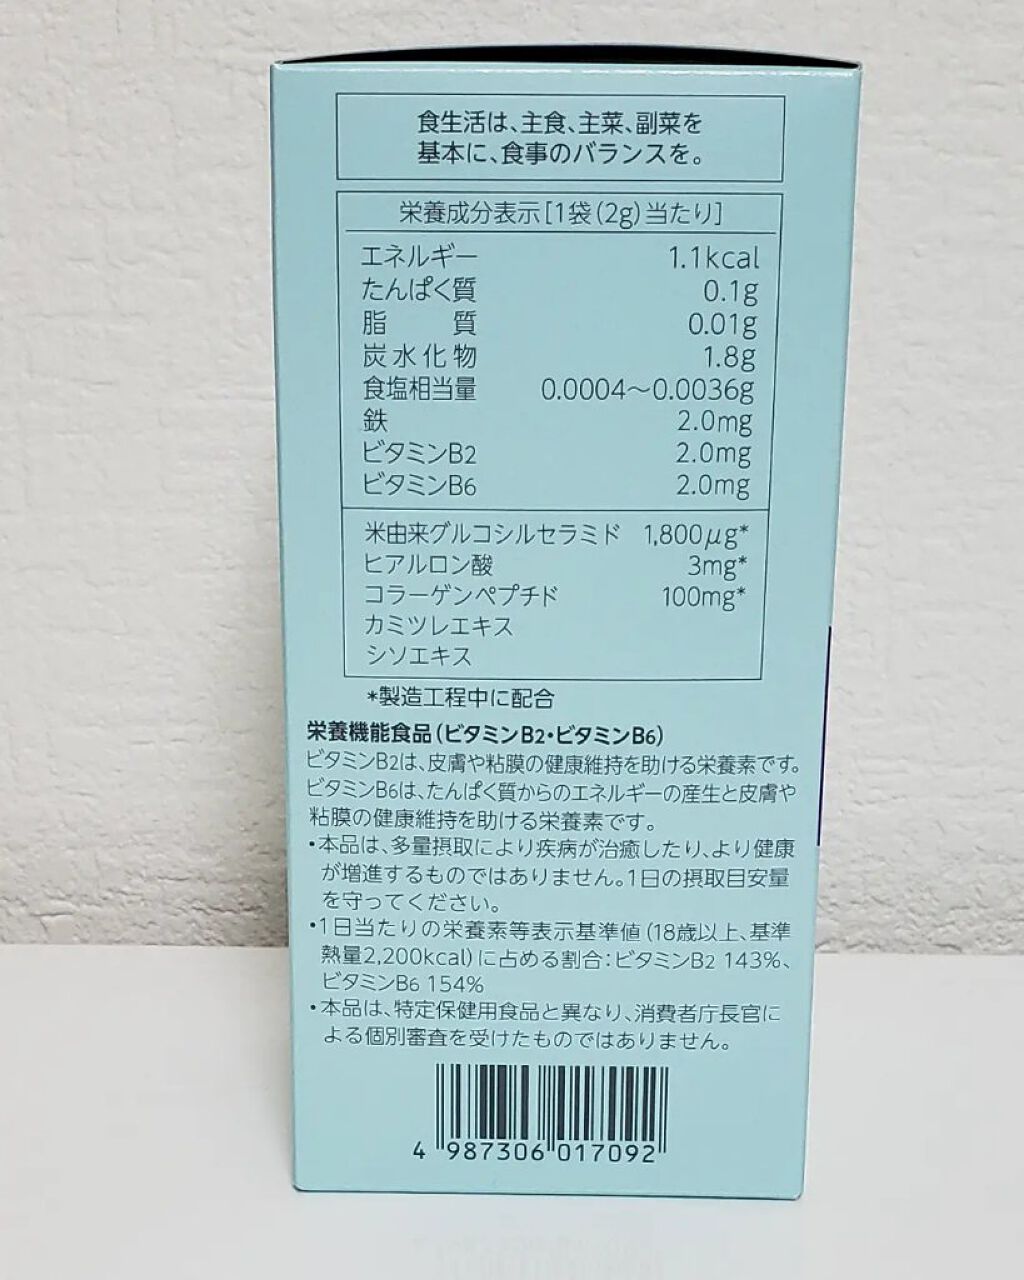 食生活は、主食、主菜、副菜を
基本に、食事のバランスを。
栄養成分表示[1袋(2g)当たり]
エネルギー 1.1kcal
たんぱく質 0.1g
脂質 0.01g
炭水化物 1.8g
食塩相当量 0.0004〜0.0036g
鉄 2.0mg
ビタミンB2 2.0mg
ビタミンB6 2.0mg
米由来グルコシルセラミド 1,800μg*
ヒアルロン酸 3mg*
コラーゲンペプチド 100mg*
カミツレエキス
シソエキス
*製造工程中に配合
栄養機能食品(ビタミンB2・ビタミンB6)
ビタミンB2は、皮膚や粘膜の健康維持を助ける栄養素です。
ビタミンB6は、たんぱく質からのエネルギーの産生と皮膚や
粘膜の健康維持を助ける栄養素です。
・本品は、多量摂取により疾病が治癒したり、より健康
が増進するものではありません。1日の摂取目安量
を守ってください。
・1日当たりの栄養素等表示基準値(18歳以上、基準
熱量2,200kcal)に占める割合:ビタミンB2 143%、
ビタミンB6 154%
・本品は、特定保健用食品と異なり、消費者庁長官に
よる個別審査を受けたものではありません。
4 987306 017092